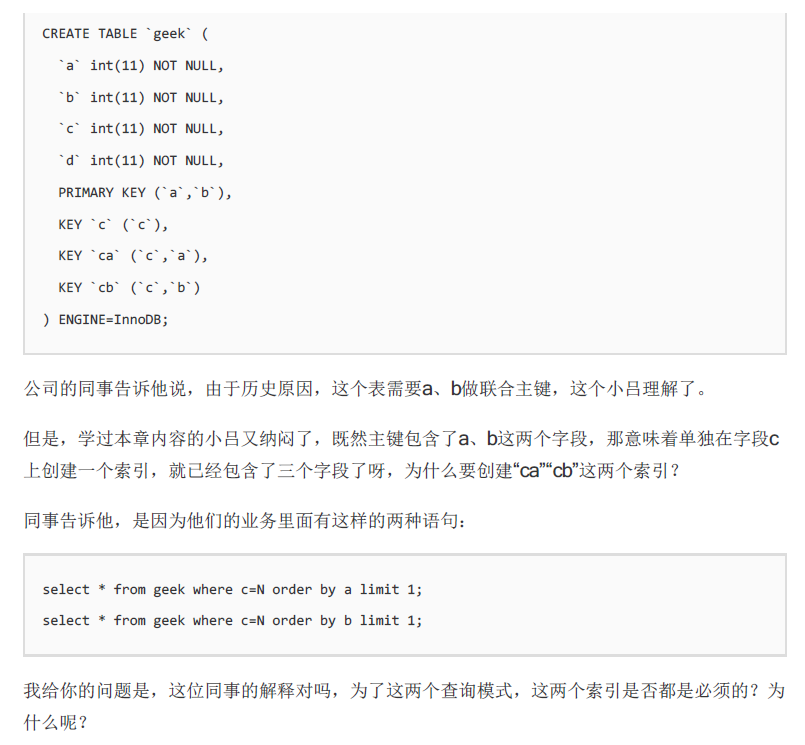 CREATE TABLE `geek` (
`a` int(11) NOT NULL,
`b` int(11) NOT NULL,
`c` int(11) NOT NULL,
`d` int(11) NOT NULL,
PRIMARY KEY (`a`,`b`),
KEY `c` (`c`),
KEY `ca` (`c`,`a`),
KEY `cb` (`c`,`b`)
) ENGINE=InnoDB;
公司的同事告诉他说，由于历史原因，这个表需要a、b做联合主键，这个小吕理解了。
但是，学过本章内容的小吕又纳闷了，既然主键包含了a、b这两个字段，那意味着单独在字段c
上创建一个索引，就已经包含了三个字段了呀，为什么要创建“ca”“cb”这两个索引？
同事告诉他，是因为他们的业务里面有这样的两种语句：
select * from geek where c=N order by a limit 1;
select * from geek where c=N order by b limit 1;
我给你的问题是，这位同事的解释对吗，为了这两个查询模式，这两个索引是否都是必须的？为
什么呢？